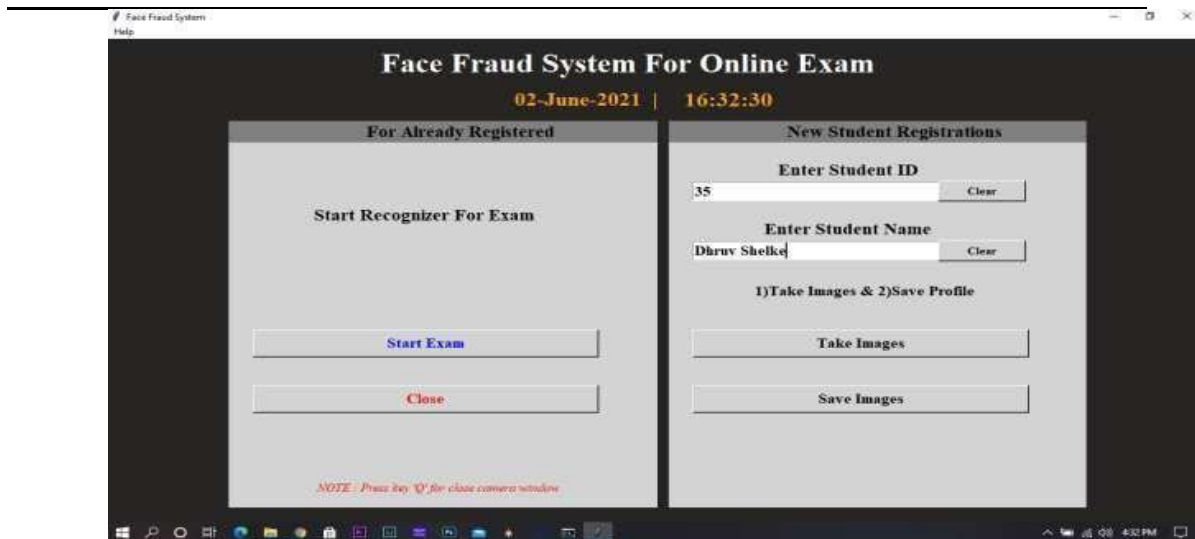 Face Fraud System
Help
Face Fraud System For Online Exam
02-June-2021 | 16:32:30
For Already Registered
Start Recognizer For Exam
Start Exam
Close
NOTE : Press key 'Q' for close camera window
New Student Registrations
Enter Student ID
35
Clear
Enter Student Name
Dhruv Shelke
Clear
1)Take Images & 2)Save Profile
Take Images
Save Images
4:32 PM